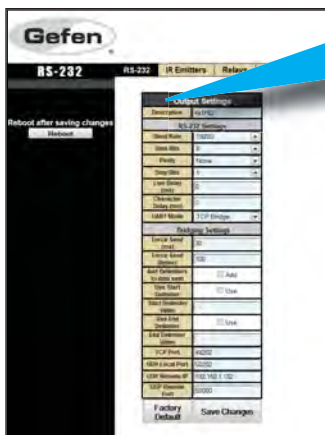 Gefen
RS-232
RS-232 IR Emitters Relays
Reboot after saving changes
Reboot
Output Settings
Description
RS-232 Settings
Baud Rate 19200
Data Bits 8
Parity None
Stop Bits 1
Line Delay (ms) 0
Character Delay (ms)
UART Mode TCP Bridge
Bridging Settings
Force Send (ms) 30
Force Send (bytes) 100
Add Delimiters to data sent Add
Use Start Delimiter Use
Start Delimiter Value
Use End Delimiter Use
End Delimiter Value
TCP Port
UDP Local Port
UDP Remote IP
UDP Remote Port
Factory Default Save Changes